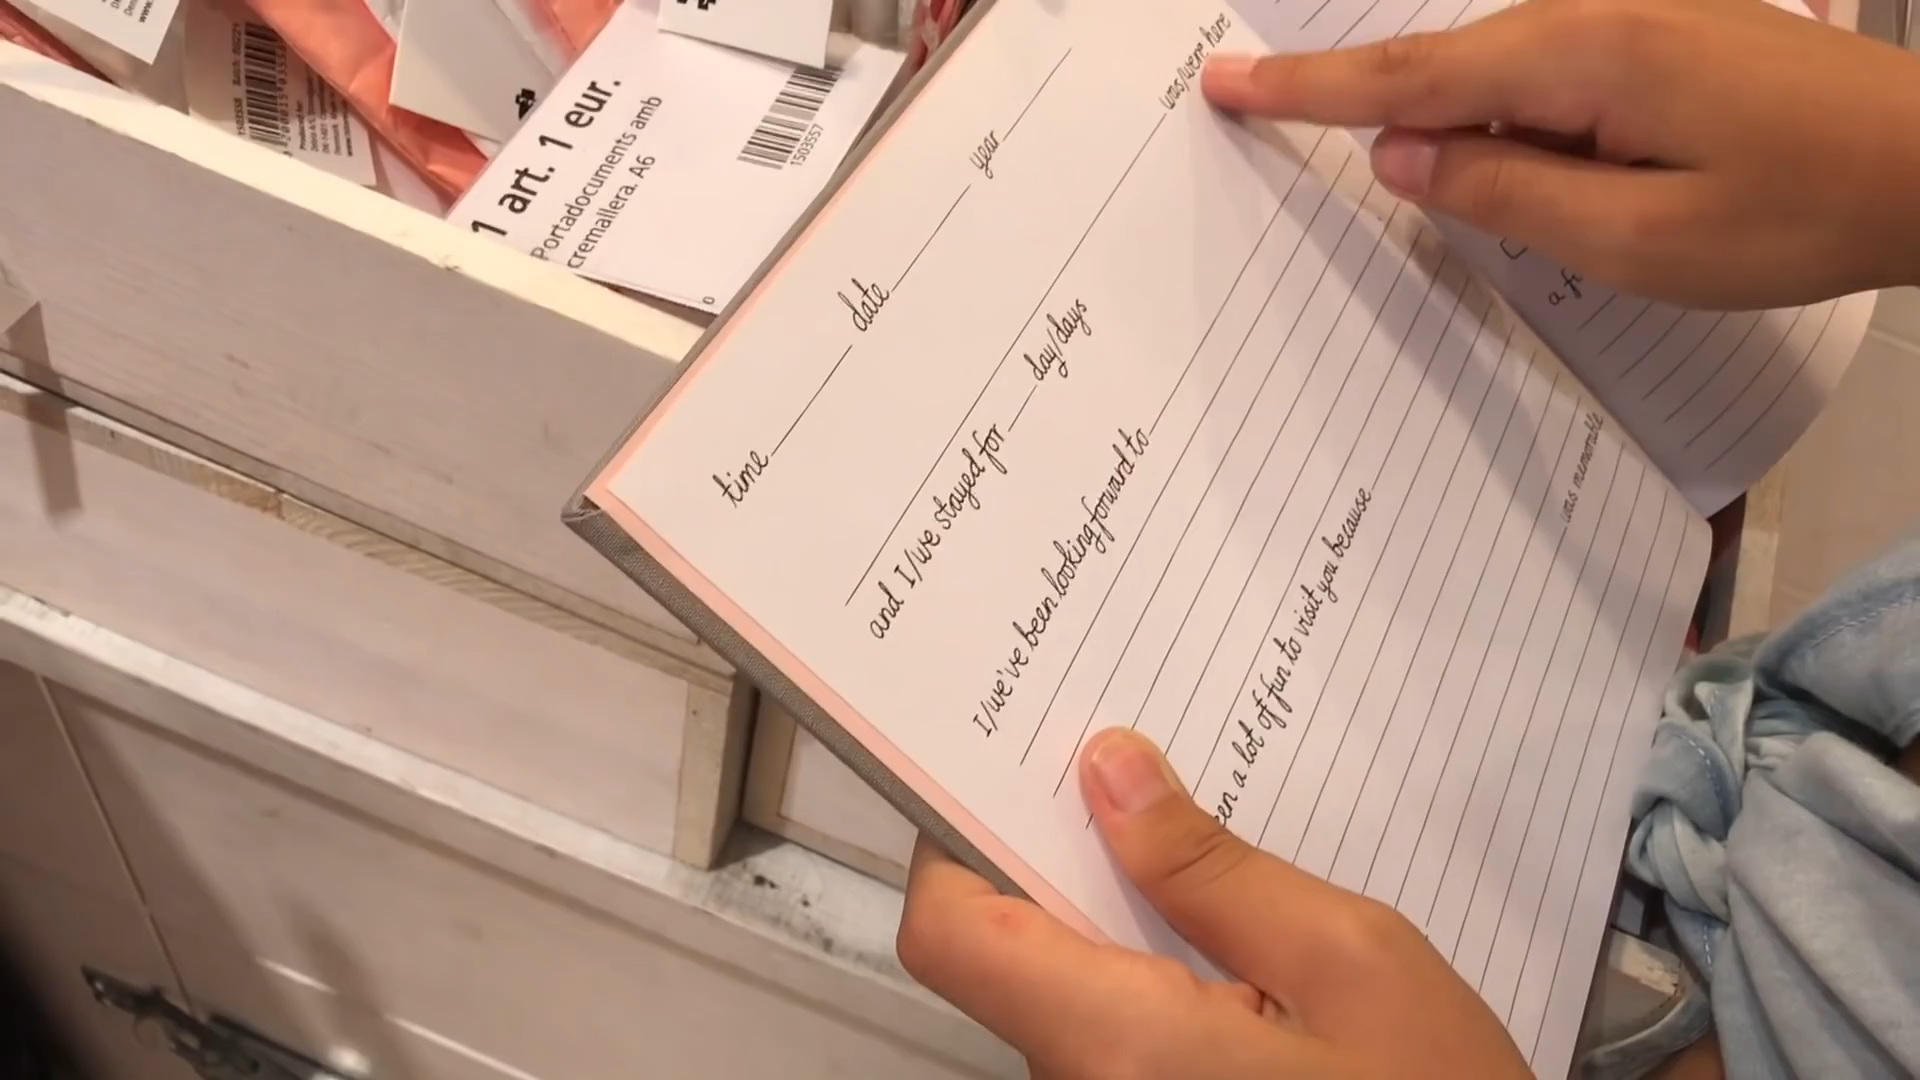 1 art. 1 eur.
Portadocuments amb
cremallera. A6
1503557
time date year
was/were here
and I/we stayed for day/days
I/we've been looking forward to
a lot of fun to visit you because
was memorable